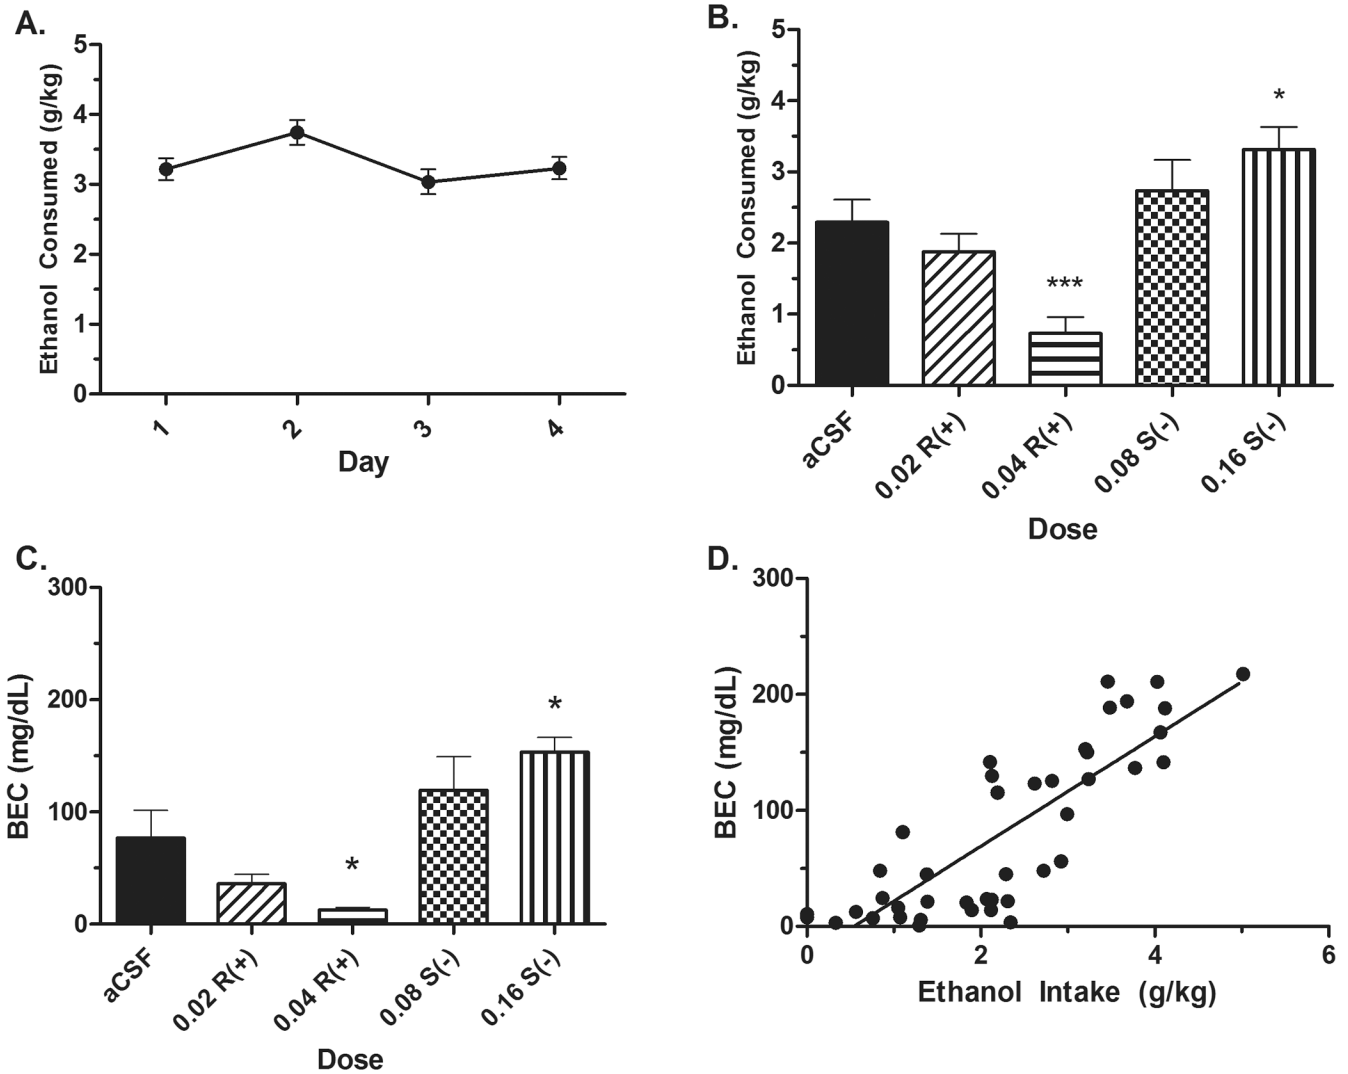 A.
5
4
3
2
1
0
Ethanol Consumed (g/kg)
1
2
3
4
Day
B.
5
4
3
2
1
0
Ethanol Consumed (g/kg)
***
*
aCSF
0.02 R(+)
0.04 R(+)
0.08 S(-)
0.16 S(-)
Dose
C.
300
200
100
0
BEC (mg/dL)
*
*
aCSF
0.02 R(+)
0.04 R(+)
0.08 S(-)
0.16 S(-)
Dose
D.
300
200
100
0
BEC (mg/dL)
0
2
4
6
Ethanol Intake (g/kg)